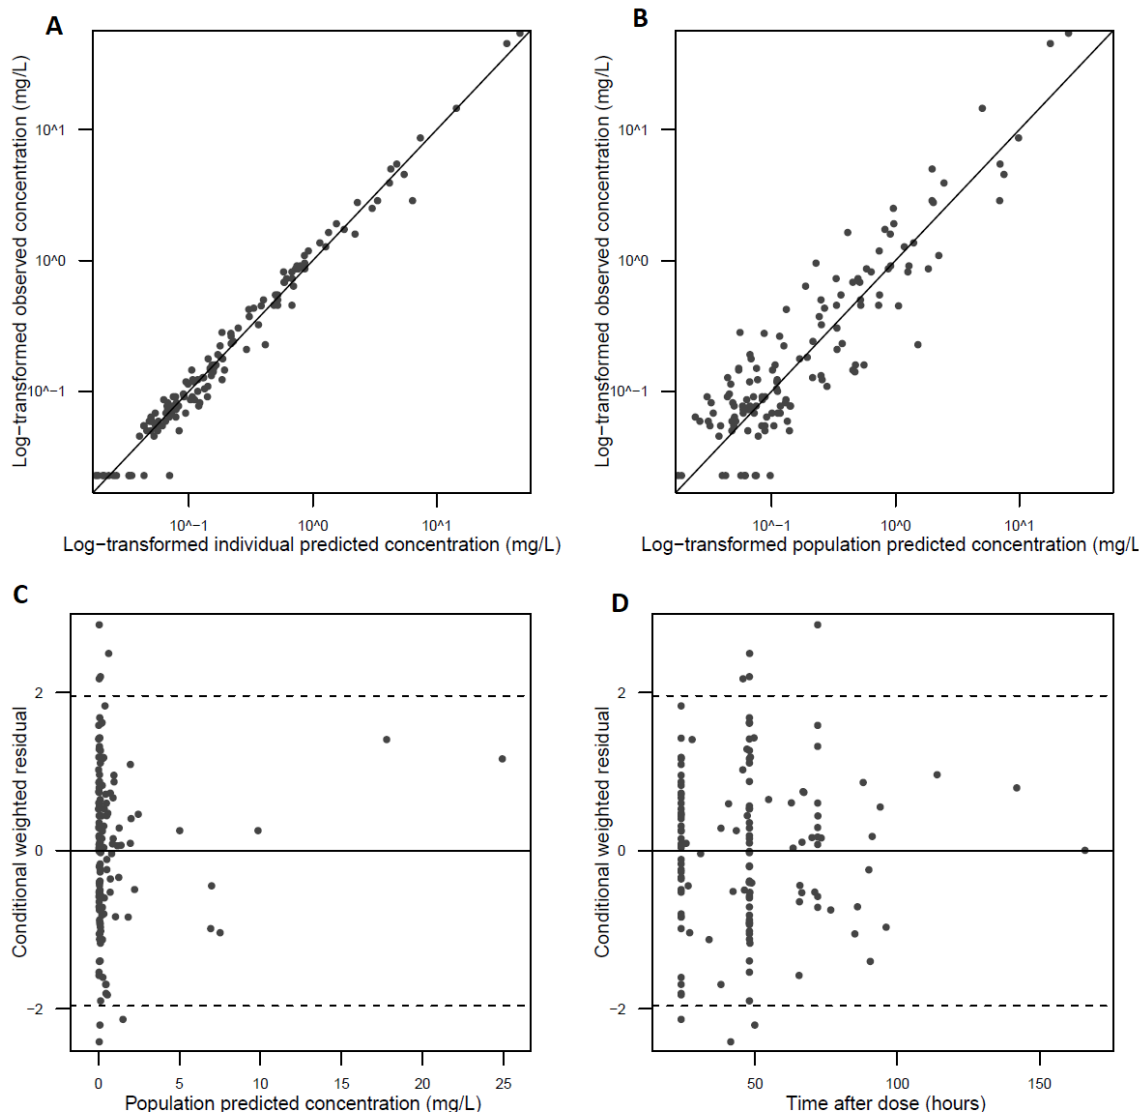 A
B
Log-transformed observed concentration (mg/L)
10^1
10^0
10^-1
10^-1
10^0
10^1
Log-transformed individual predicted concentration (mg/L)
Log-transformed observed concentration (mg/L)
10^1
10^0
10^-1
10^-1
10^0
10^1
Log-transformed population predicted concentration (mg/L
C
D
Conditional weighted residual
2
0
-2
0
5
10
15
20
25
Population predicted concentration (mg/L)
Conditional weighted residual
2
0
-2
50
100
150
Time after dose (hours)